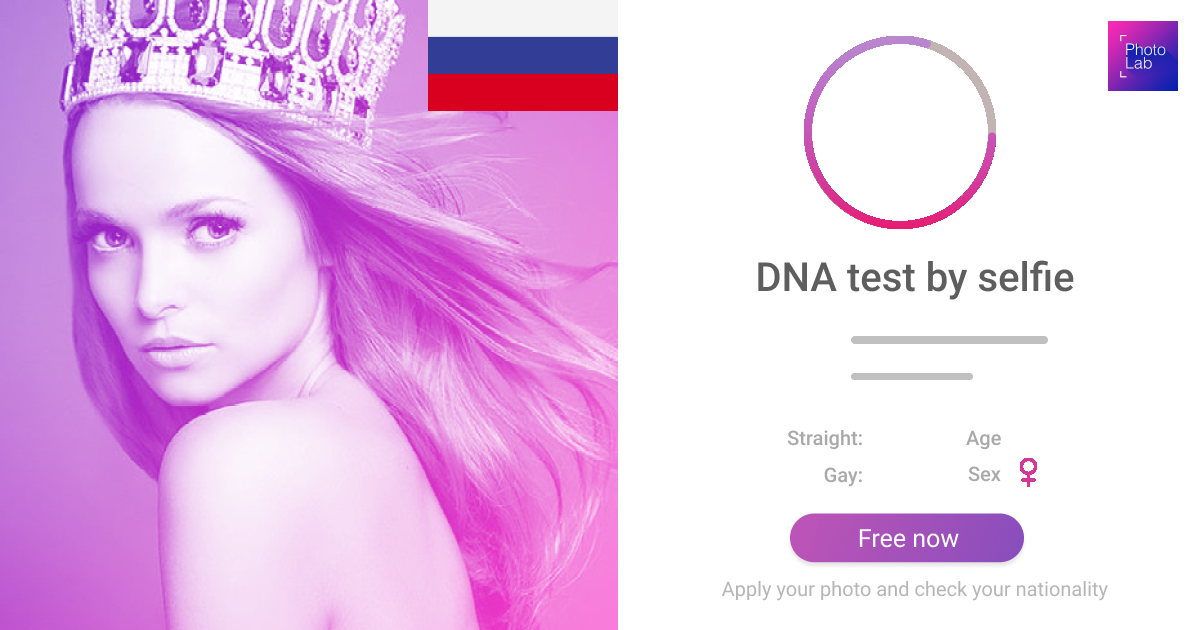 Photo
Lab
DNA test by selfie
Straight:
Age
Gay:
Sex
Free now
Apply your photo and check your nationality